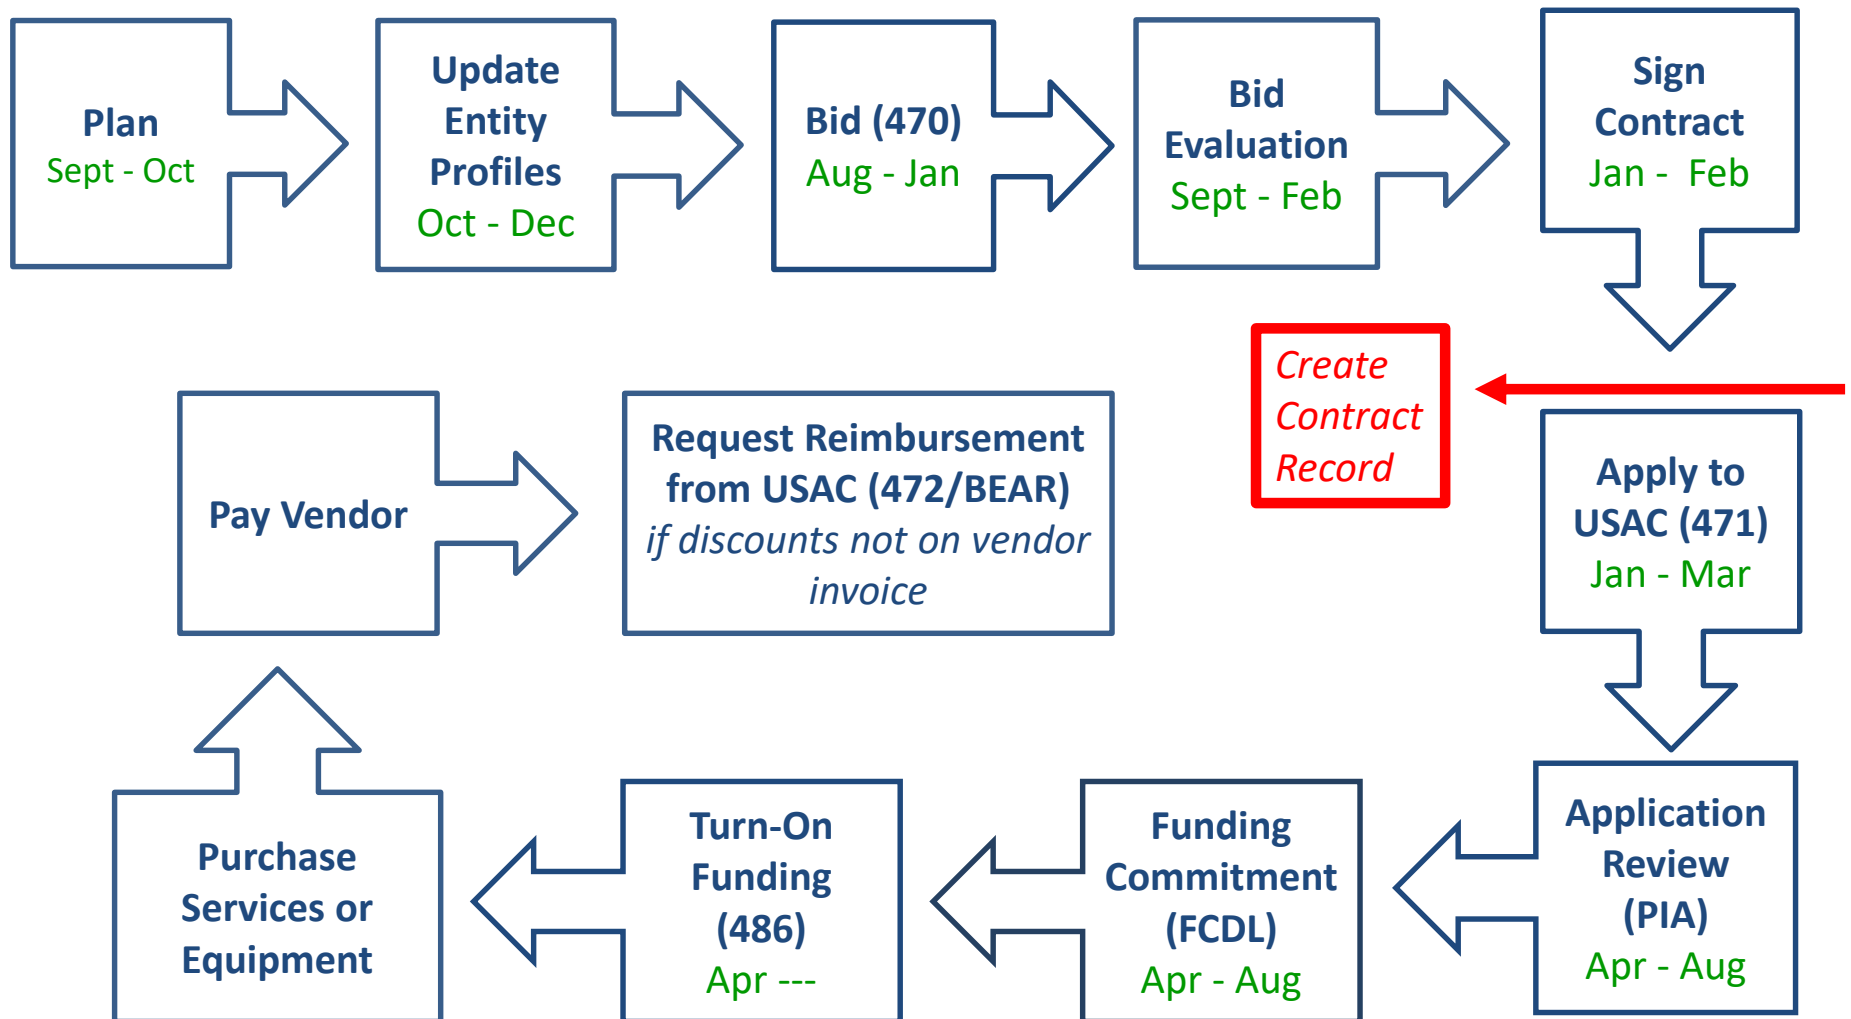 Plan
Sept - Oct
Update
Entity
Profiles
Oct - Dec
Bid (470)
Aug - Jan
Bid
Evaluation
Sept - Feb
Sign
Contract
Jan -  Feb
Create
Contract
Record
Apply to
USAC (471)
Jan - Mar
Application
Review
(PIA)
Apr - Aug
Funding
Commitment
(FCDL)
Apr - Aug
Turn-On
Funding
(486)
Apr ---
Purchase
Services or
Equipment
Pay Vendor
Request Reimbursement
from USAC (472/BEAR)
if discounts not on vendor
invoice